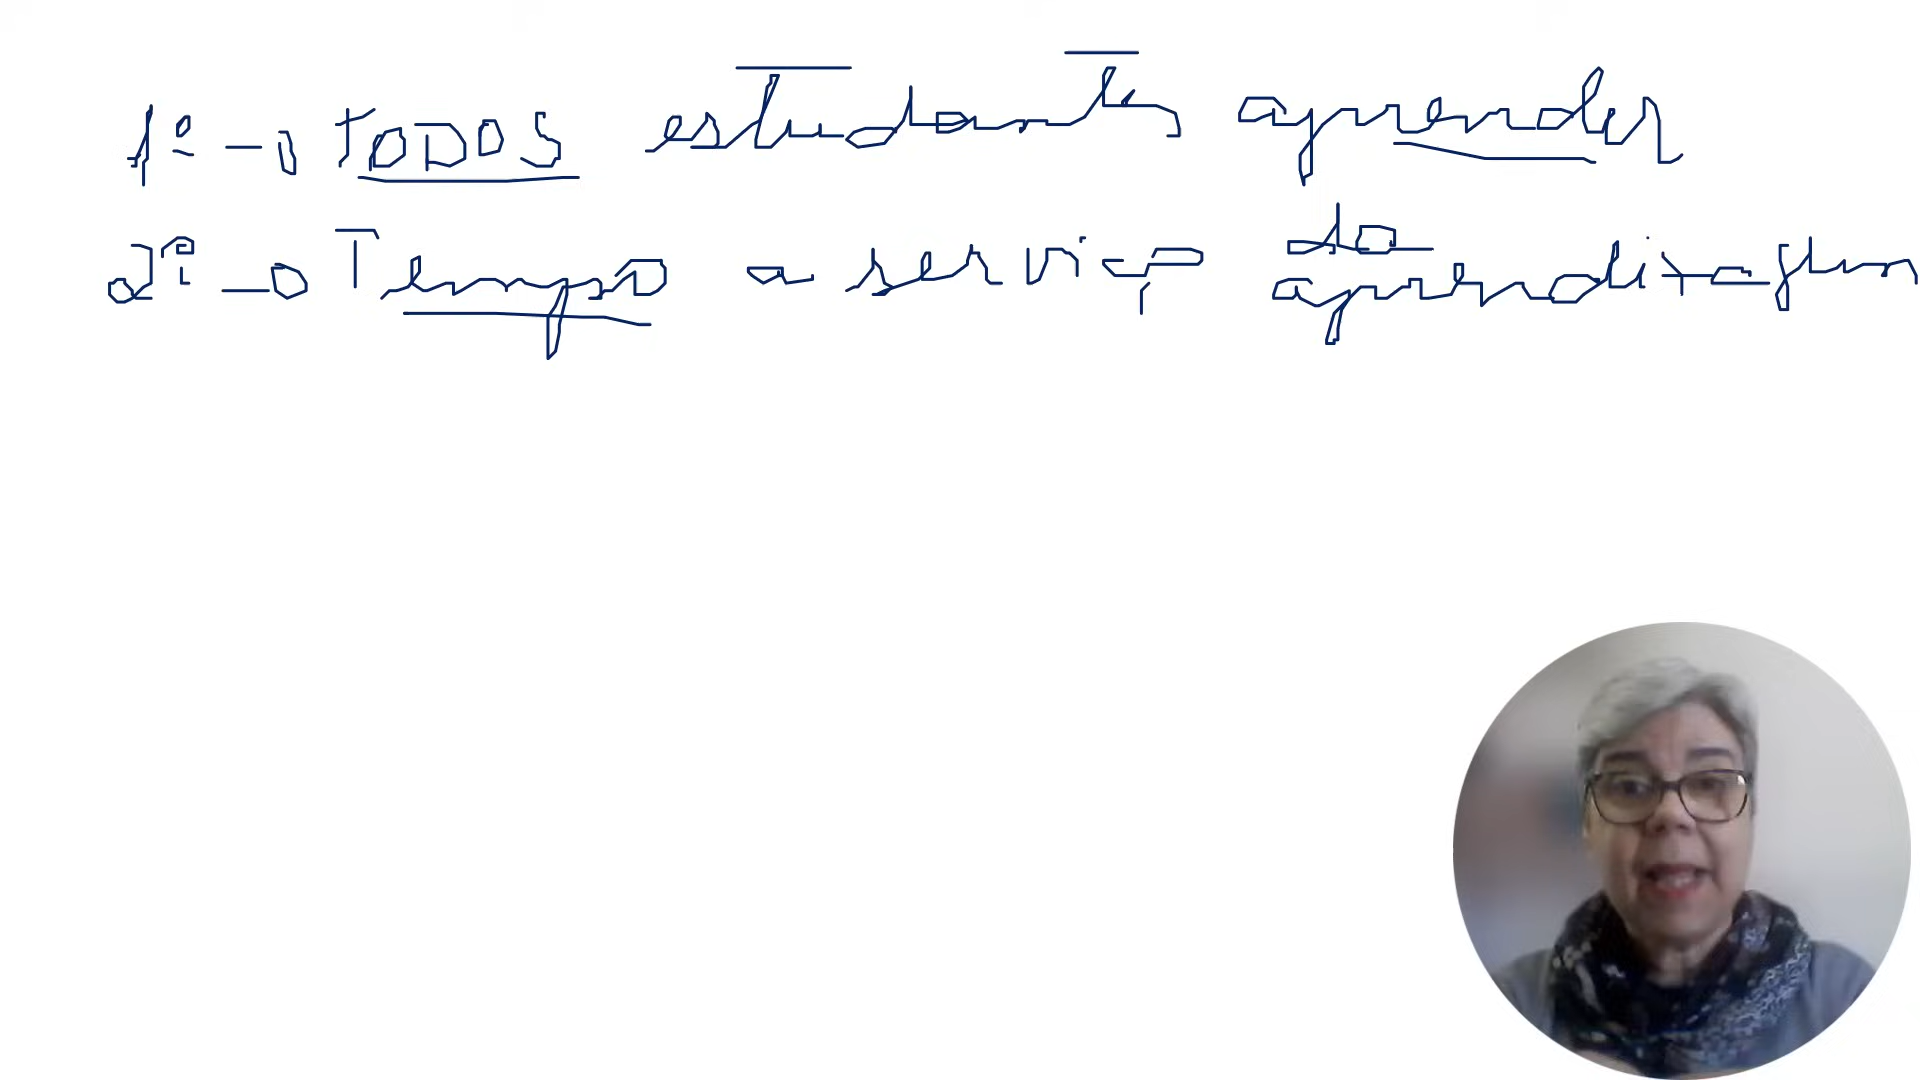 1º → TODOS estudantes aprender
2º → Tempo a serviço da aprendizagem